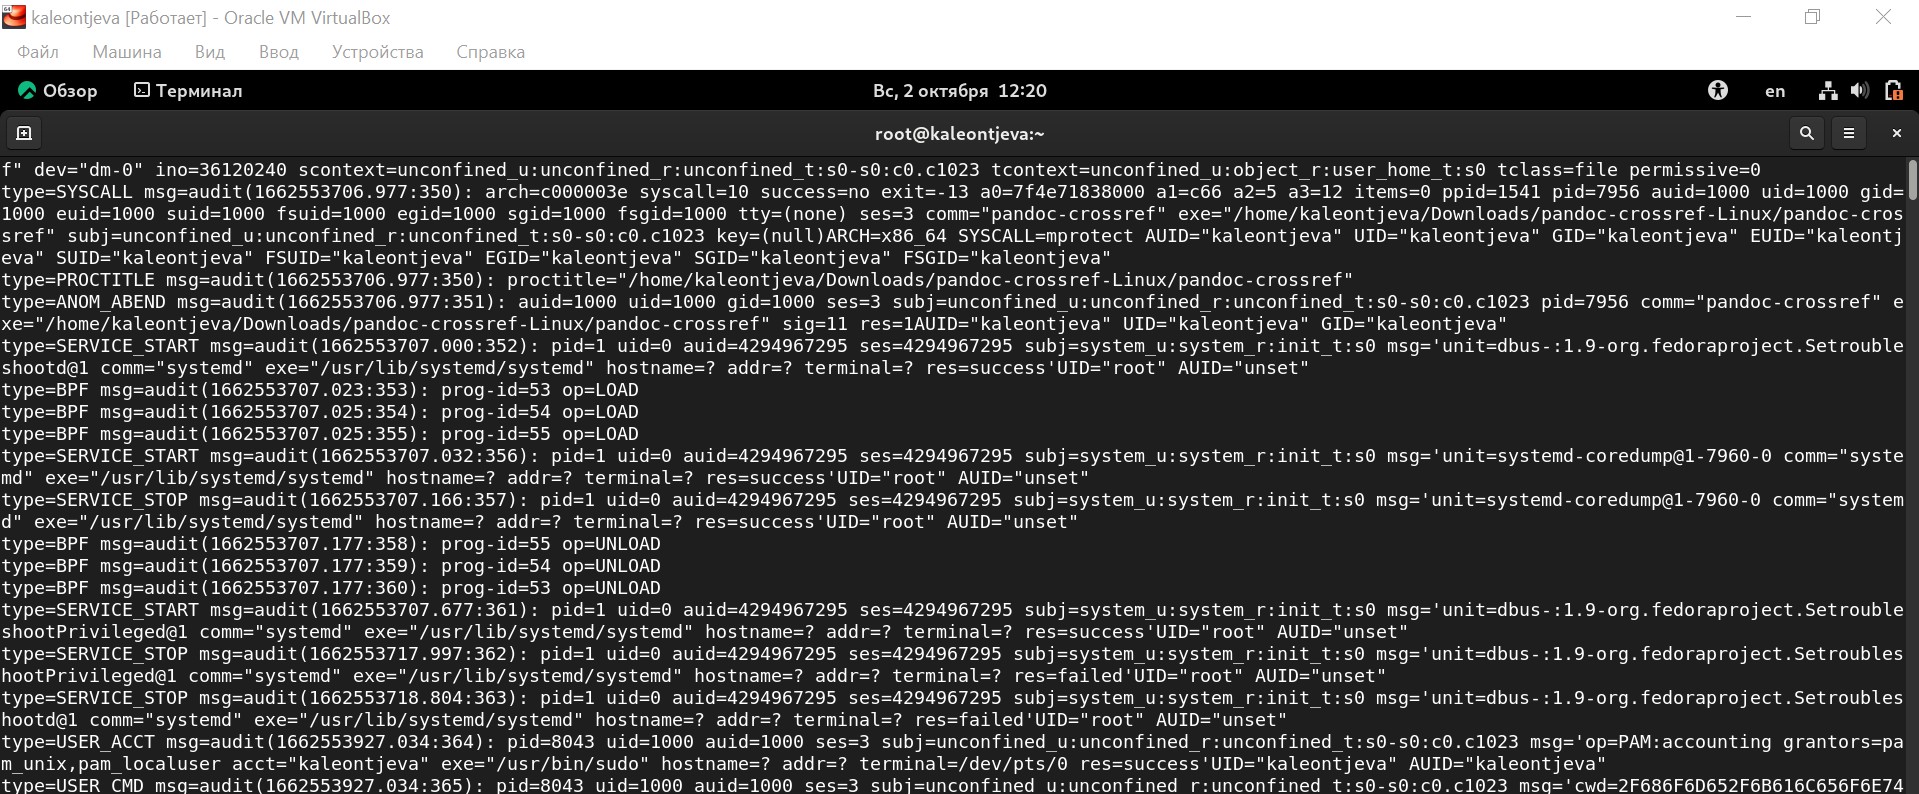 kaleontjeva [Работает] - Oracle VM VirtualBox
Файл Машина Вид Ввод Устройства Справка
Обзор Терминал Вс, 2 октября 12:20 en
root@kaleontjeva:~
f" dev="dm-0" ino=36120240 scontext=unconfined_u:unconfined_r:unconfined_t:s0-s0:c0.c1023 tcontext=unconfined_u:object_r:user_home_t:s0 tclass=file permissive=0
type=SYSCALL msg=audit(1662553706.977:350): arch=c000003e syscall=10 success=no exit=-13 a0=7f4e71838000 a1=c66 a2=5 a3=12 items=0 ppid=1541 pid=7956 auid=1000 uid=1000 gid=
1000 euid=1000 suid=1000 fsuid=1000 egid=1000 sgid=1000 fsgid=1000 tty=(none) ses=3 comm="pandoc-crossref" exe="/home/kaleontjeva/Downloads/pandoc-crossref-Linux/pandoc-cros
sref" subj=unconfined_u:unconfined_r:unconfined_t:s0-s0:c0.c1023 key=(null)ARCH=x86_64 SYSCALL=mprotect AUID="kaleontjeva" UID="kaleontjeva" GID="kaleontjeva" EUID="kaleontj
eva" SUID="kaleontjeva" FSUID="kaleontjeva" EGID="kaleontjeva" SGID="kaleontjeva" FSGID="kaleontjeva"
type=PROCTITLE msg=audit(1662553706.977:350): proctitle="/home/kaleontjeva/Downloads/pandoc-crossref-Linux/pandoc-crossref"
type=ANOM_ABEND msg=audit(1662553706.977:351): auid=1000 uid=1000 gid=1000 ses=3 subj=unconfined_u:unconfined_r:unconfined_t:s0-s0:c0.c1023 pid=7956 comm="pandoc-crossref" e
xe="/home/kaleontjeva/Downloads/pandoc-crossref-Linux/pandoc-crossref" sig=11 res=1AUID="kaleontjeva" UID="kaleontjeva" GID="kaleontjeva"
type=SERVICE_START msg=audit(1662553707.000:352): pid=1 uid=0 auid=4294967295 ses=4294967295 subj=system_u:system_r:init_t:s0 msg='unit=dbus-:1.9-org.fedoraproject.Setrouble
shootd@1 comm="systemd" exe="/usr/lib/systemd/systemd" hostname=? addr=? terminal=? res=success'UID="root" AUID="unset"
type=BPF msg=audit(1662553707.023:353): prog-id=53 op=LOAD
type=BPF msg=audit(1662553707.025:354): prog-id=54 op=LOAD
type=BPF msg=audit(1662553707.025:355): prog-id=55 op=LOAD
type=SERVICE_START msg=audit(1662553707.032:356): pid=1 uid=0 auid=4294967295 ses=4294967295 subj=system_u:system_r:init_t:s0 msg='unit=systemd-coredump@1-7960-0 comm="syste
md" exe="/usr/lib/systemd/systemd" hostname=? addr=? terminal=? res=success'UID="root" AUID="unset"
type=SERVICE_STOP msg=audit(1662553707.166:357): pid=1 uid=0 auid=4294967295 ses=4294967295 subj=system_u:system_r:init_t:s0 msg='unit=systemd-coredump@1-7960-0 comm="system
d" exe="/usr/lib/systemd/systemd" hostname=? addr=? terminal=? res=success'UID="root" AUID="unset"
type=BPF msg=audit(1662553707.177:358): prog-id=55 op=UNLOAD
type=BPF msg=audit(1662553707.177:359): prog-id=54 op=UNLOAD
type=BPF msg=audit(1662553707.177:360): prog-id=53 op=UNLOAD
type=SERVICE_START msg=audit(1662553707.677:361): pid=1 uid=0 auid=4294967295 ses=4294967295 subj=system_u:system_r:init_t:s0 msg='unit=dbus-:1.9-org.fedoraproject.Setrouble
shootPrivileged@1 comm="systemd" exe="/usr/lib/systemd/systemd" hostname=? addr=? terminal=? res=success'UID="root" AUID="unset"
type=SERVICE_STOP msg=audit(1662553717.997:362): pid=1 uid=0 auid=4294967295 ses=4294967295 subj=system_u:system_r:init_t:s0 msg='unit=dbus-:1.9-org.fedoraproject.Setroubles
hootPrivileged@1 comm="systemd" exe="/usr/lib/systemd/systemd" hostname=? addr=? terminal=? res=failed'UID="root" AUID="unset"
type=SERVICE_STOP msg=audit(1662553718.804:363): pid=1 uid=0 auid=4294967295 ses=4294967295 subj=system_u:system_r:init_t:s0 msg='unit=dbus-:1.9-org.fedoraproject.Setroubles
hootd@1 comm="systemd" exe="/usr/lib/systemd/systemd" hostname=? addr=? terminal=? res=failed'UID="root" AUID="unset"
type=USER_ACCT msg=audit(1662553927.034:364): pid=8043 uid=1000 auid=1000 ses=3 subj=unconfined_u:unconfined_r:unconfined_t:s0-s0:c0.c1023 msg='op=PAM:accounting grantors=pa
m_unix,pam_localuser acct="kaleontjeva" exe="/usr/bin/sudo" hostname=? addr=? terminal=/dev/pts/0 res=success'UID="kaleontjeva" AUID="kaleontjeva"
type=USER_CMD msg=audit(1662553927.034:365): pid=8043 uid=1000 auid=1000 ses=3 subj=unconfined_u:unconfined_r:unconfined_t:s0-s0:c0.c1023 msg='cwd=2F686F6D652F6B616C656F6E74